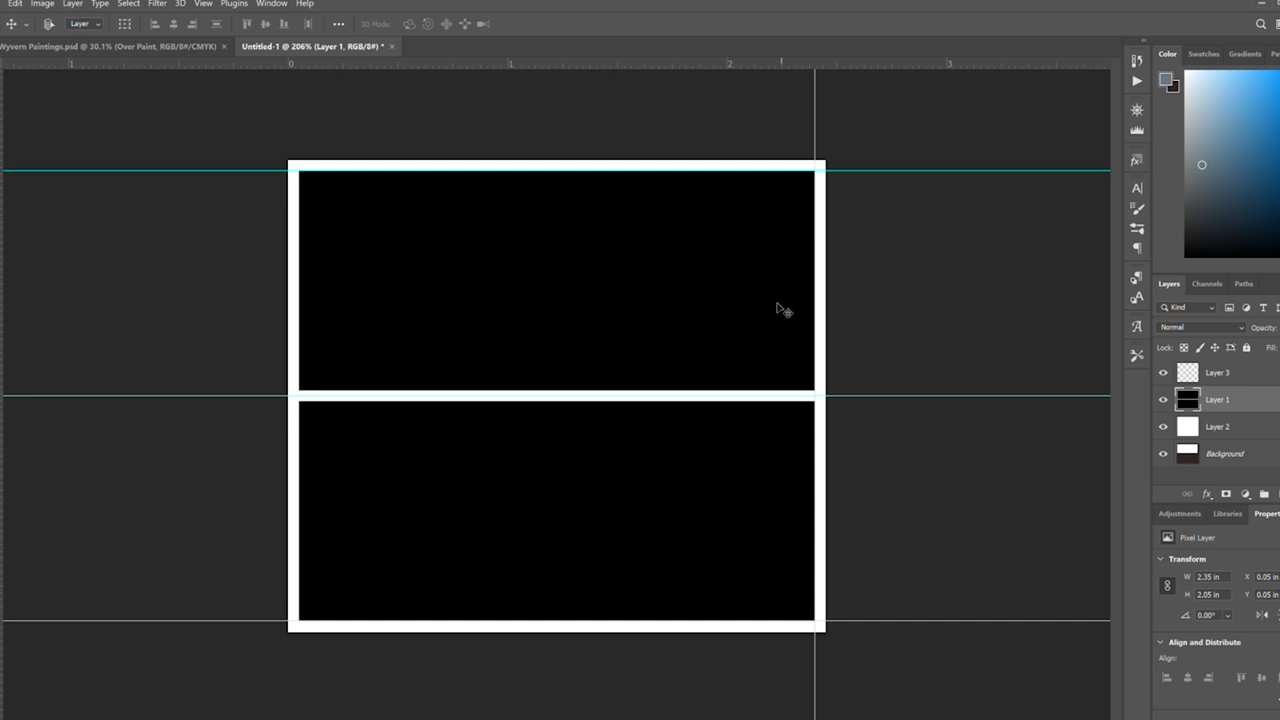 Edit Image Layer Type Select Filter 3D View Plugins Window Help
Layer 3D Mode:
Wyvern Paintings.psd @ 30.1% (Over Paint, RGB/8#/CMYK) × Untitled-1 @ 206% (Layer 1, RGB/8#) * ×
Color Swatches Gradients
1 0 1 2 3
Layers Channels Paths
Kind
Normal Opacity:
Lock: Fill:
Layer 3
Layer 1
Layer 2
Background
fx
Adjustments Libraries
Pixel Layer
Transform
W 2.35 in X 0.05 in
H 2.05 in Y 0.05 in
0.00°
Align and Distribute
Align: